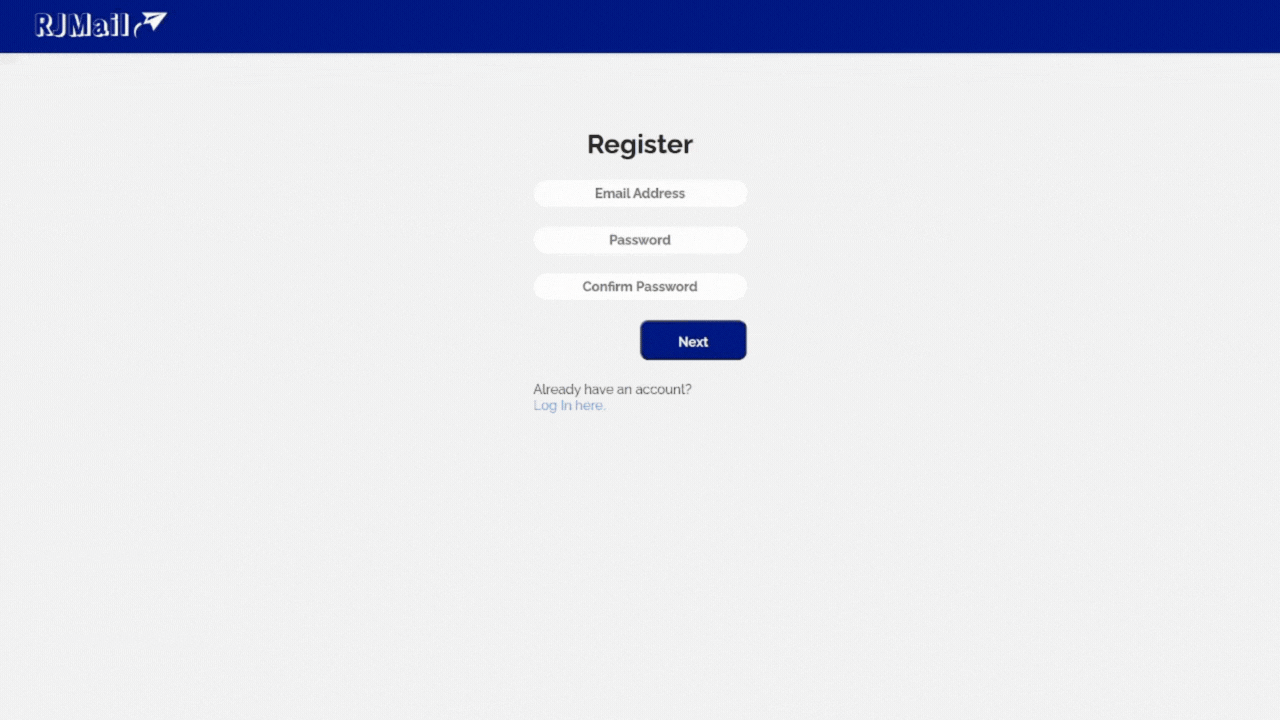 RJMail
Register
Email Address
Password
Confirm Password
Next
Already have an account?
Log In here.